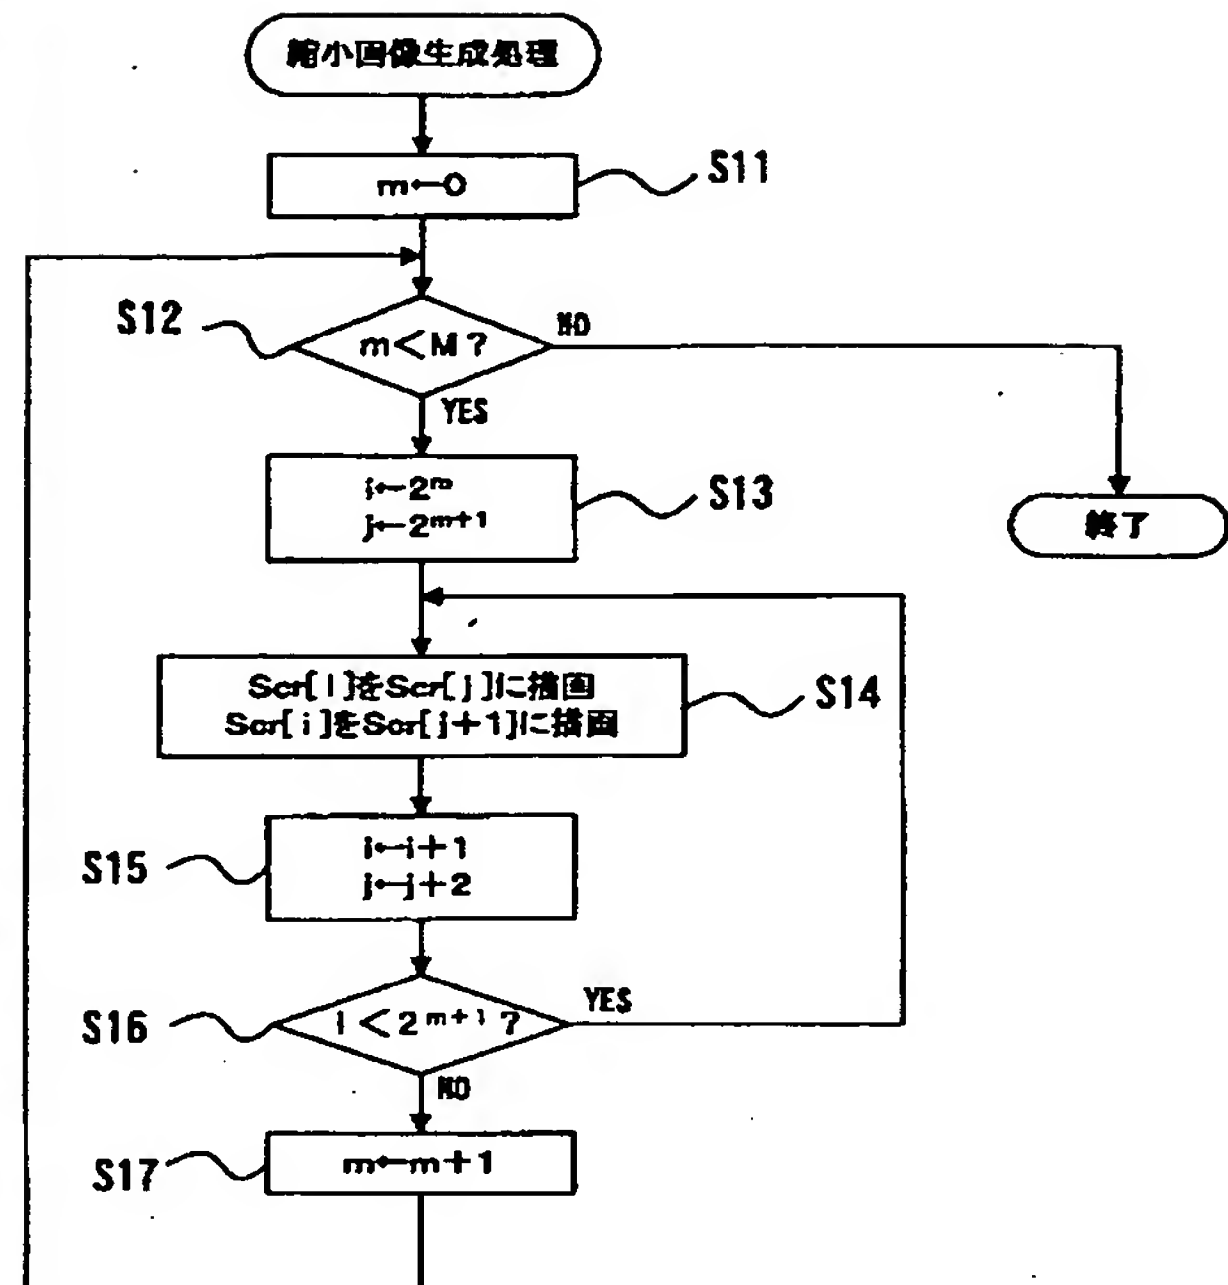 縮小画像生成処理
m←0
S11
S12
m<M?
NO
YES
i←2^m
j←2^{m+1}
S13
終了
Scr[i]をScr[j]に描画
Scr[i]をScr[j+1]に描画
S14
i←i+1
j←j+2
S15
S16
i<2^{m+1}?
YES
NO
S17
m←m+1